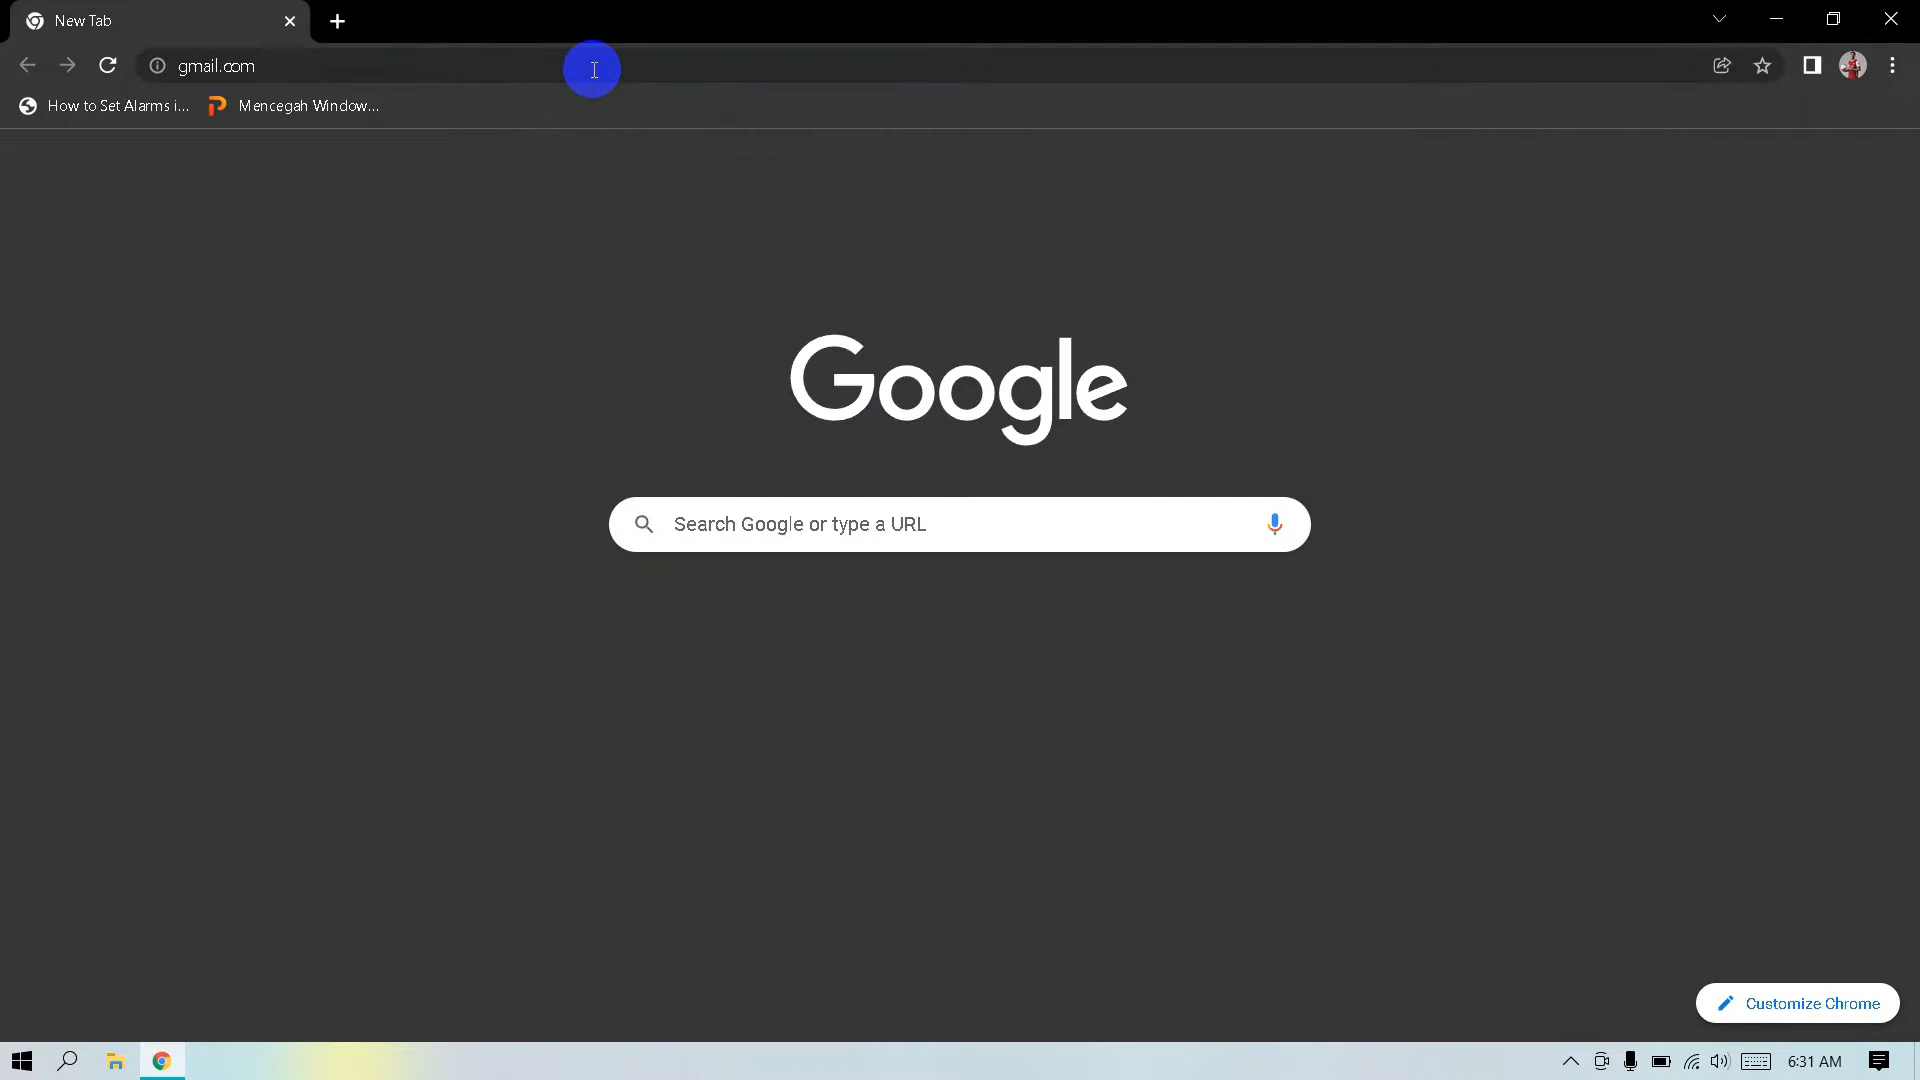 New Tab
gmail.com
How to Set Alarms i...
Mencegah Window...
Google
Search Google or type a URL
Customize Chrome
6:31 AM